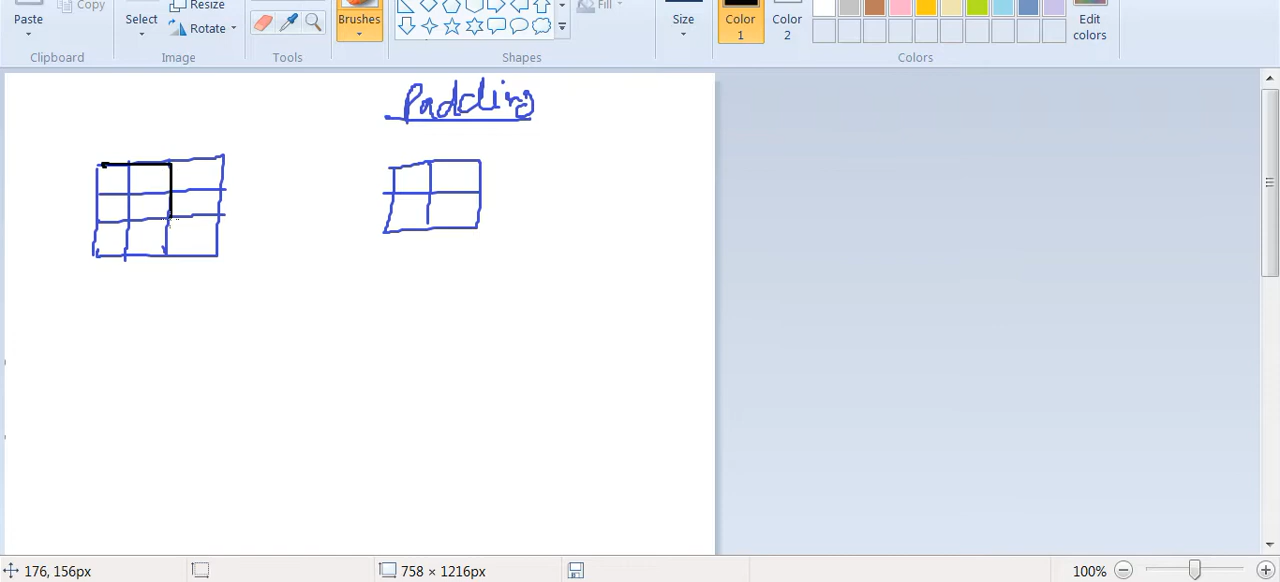 Resize
Paste
Copy
Select
Rotate
Brushes
Fill
Size
Color 1
Color 2
Edit colors
Clipboard
Image
Tools
Shapes
Colors
Padding
176, 156px
758 × 1216px
100%